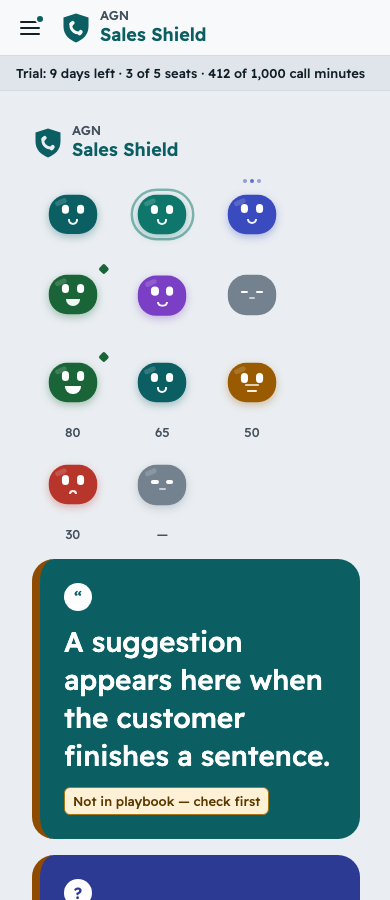 AGN
Sales Shield
Trial: 9 days left · 3 of 5 seats · 412 of 1,000 call minutes
AGN
Sales Shield
80 65 50
30 —
“
A suggestion
appears here when
the customer
finishes a sentence.
Not in playbook — check first
?